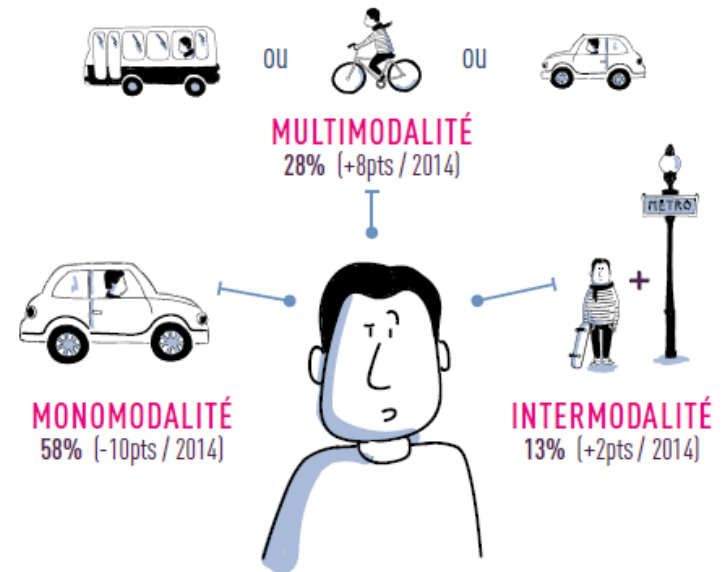 ou
ou
MULTIMODALITÉ
28% (+8pts / 2014)
MÉTRO
+
MONOMODALITÉ
58% (-10pts / 2014)
INTERMODALITÉ
13% (+2pts / 2014)